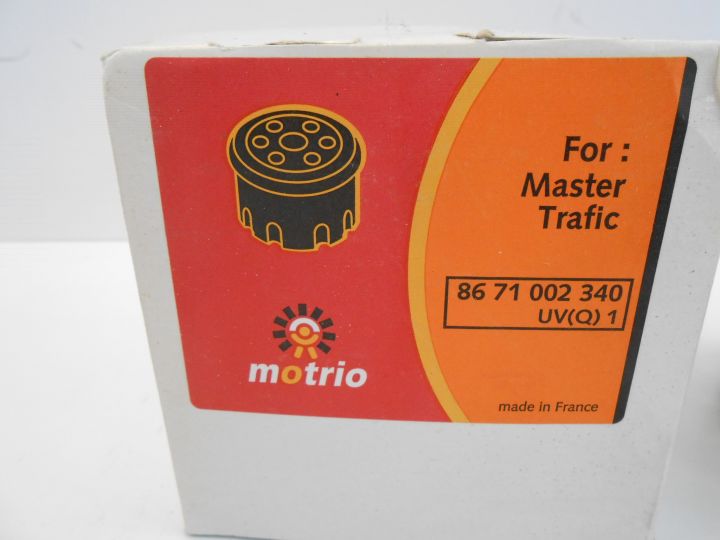 For :
Master
Trafic
86 71 002 340
UV(Q) 1
motrio
made in France